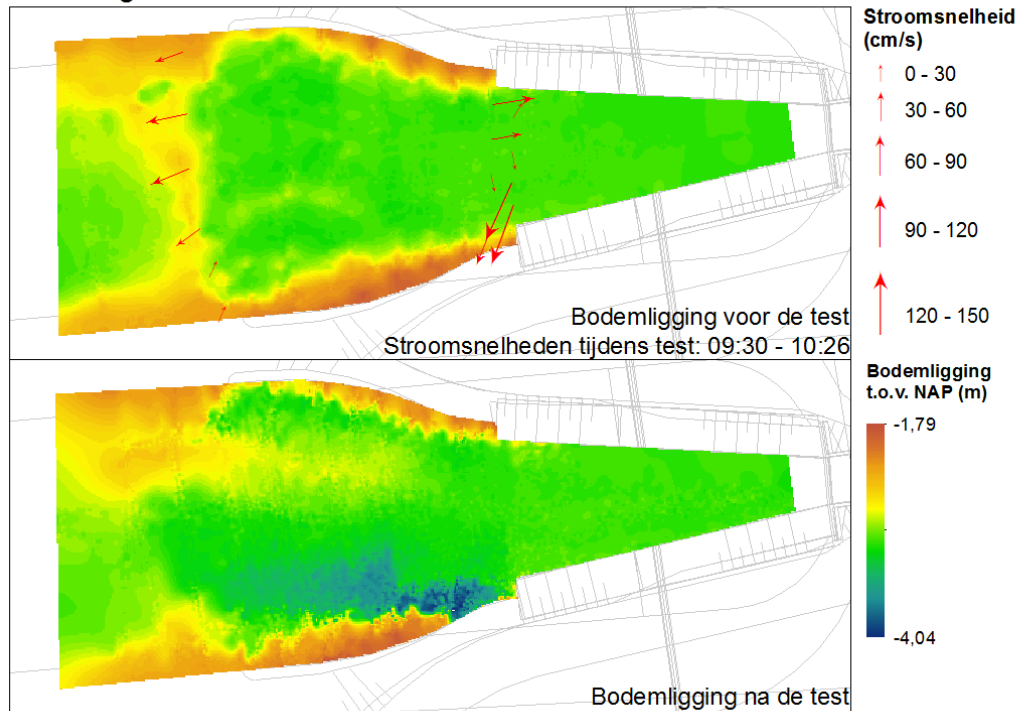 Stroomsnelheid
(cm/s)
0 - 30
30 - 60
60 - 90
90 - 120
120 - 150
Bodemligging voor de test
Stroomsnelheden tijdens test: 09:30 - 10:26
Bodemligging
t.o.v. NAP (m)
-1,79
-4,04
Bodemligging na de test